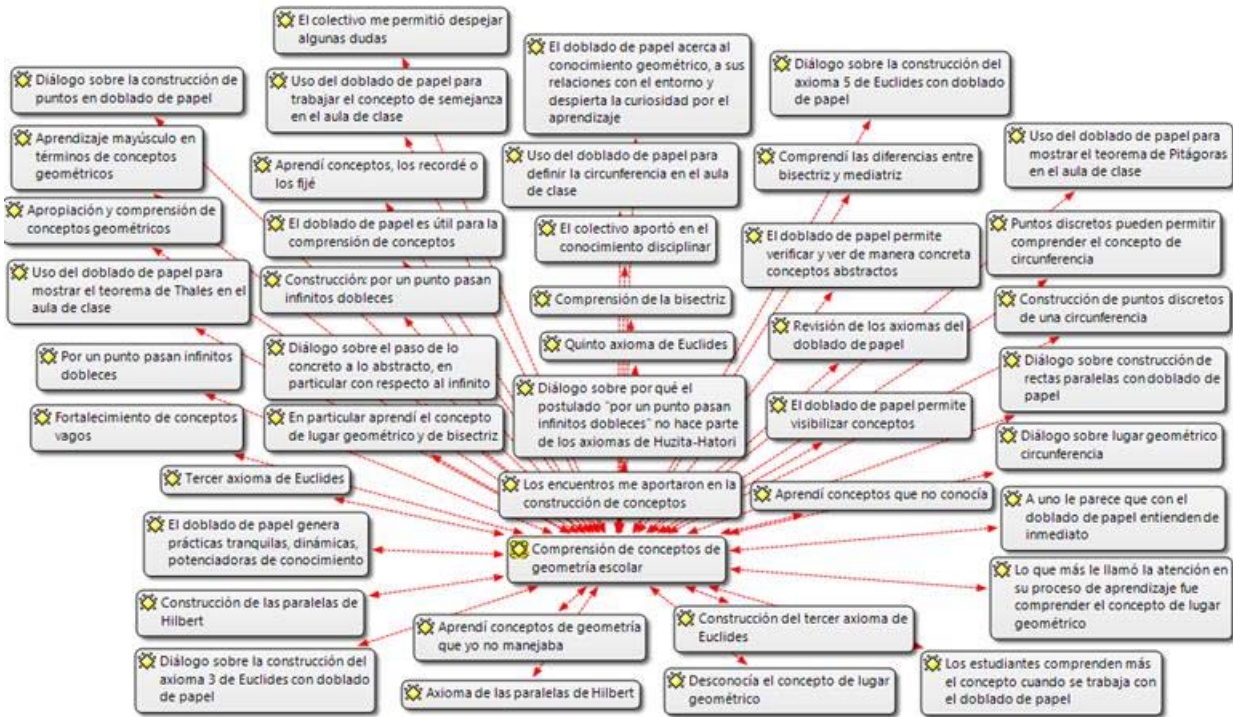 El colectivo me permitió despejar
algunas dudas
El doblado de papel acerca al
conocimiento geométrico, a sus
relaciones con el entorno y
despierta la curiosidad por el
aprendizaje
Diálogo sobre la construcción del
axioma 5 de Euclides con doblado
de papel
Diálogo sobre la construcción de
puntos en doblado de papel
Uso del doblado de papel para
trabajar el concepto de semejanza
en el aula de clase
Uso del doblado de papel para
mostrar el teorema de Pitágoras
en el aula de clase
Aprendizaje mayúsculo en
términos de conceptos
geométricos
Aprendí conceptos, los recordé o
los fijé
Uso del doblado de papel para
definir la circunferencia en el aula
de clase
Comprendí las diferencias entre
bisectriz y mediatriz
Apropiación y comprensión de
conceptos geométricos
El doblado de papel es útil para la
comprensión de conceptos
El colectivo aportó en el
conocimiento disciplinar
El doblado de papel permite
verificar y ver de manera concreta
conceptos abstractos
Puntos discretos pueden permitir
comprender el concepto de
circunferencia
Uso del doblado de papel para
mostrar el teorema de Thales en el
aula de clase
Construcción: por un punto pasan
infinitos dobleces
Comprensión de la bisectriz
Construcción de puntos discretos
de una circunferencia
Por un punto pasan infinitos
dobleces
Diálogo sobre el paso de lo
concreto a lo abstracto, en
particular con respecto al infinito
Quinto axioma de Euclides
Revisión de los axiomas del
doblado de papel
Diálogo sobre construcción de
rectas paralelas con doblado de
papel
Fortalecimiento de conceptos
vagos
En particular aprendí el concepto
de lugar geométrico y de bisectriz
Diálogo sobre por qué el
postulado "por un punto pasan
infinitos dobleces" no hace parte
de los axiomas de Huzita-Hatori
El doblado de papel permite
visibilizar conceptos
Diálogo sobre lugar geométrico
circunferencia
Tercer axioma de Euclides
Los encuentros me aportaron en la
construcción de conceptos
Aprendí conceptos que no conocía
A uno le parece que con el
doblado de papel entienden de
inmediato
El doblado de papel genera
prácticas tranquilas, dinámicas,
potenciadoras de conocimiento
Comprensión de conceptos de
geometría escolar
Lo que más le llamó la atención en
su proceso de aprendizaje fue
comprender el concepto de lugar
geométrico
Construcción de las paralelas de
Hilbert
Aprendí conceptos de geometría
que yo no manejaba
Construcción del tercer axioma de
Euclides
Diálogo sobre la construcción del
axioma 3 de Euclides con doblado
de papel
Axioma de las paralelas de Hilbert
Desconocía el concepto de lugar
geométrico
Los estudiantes comprenden más
el concepto cuando se trabaja con
el doblado de papel